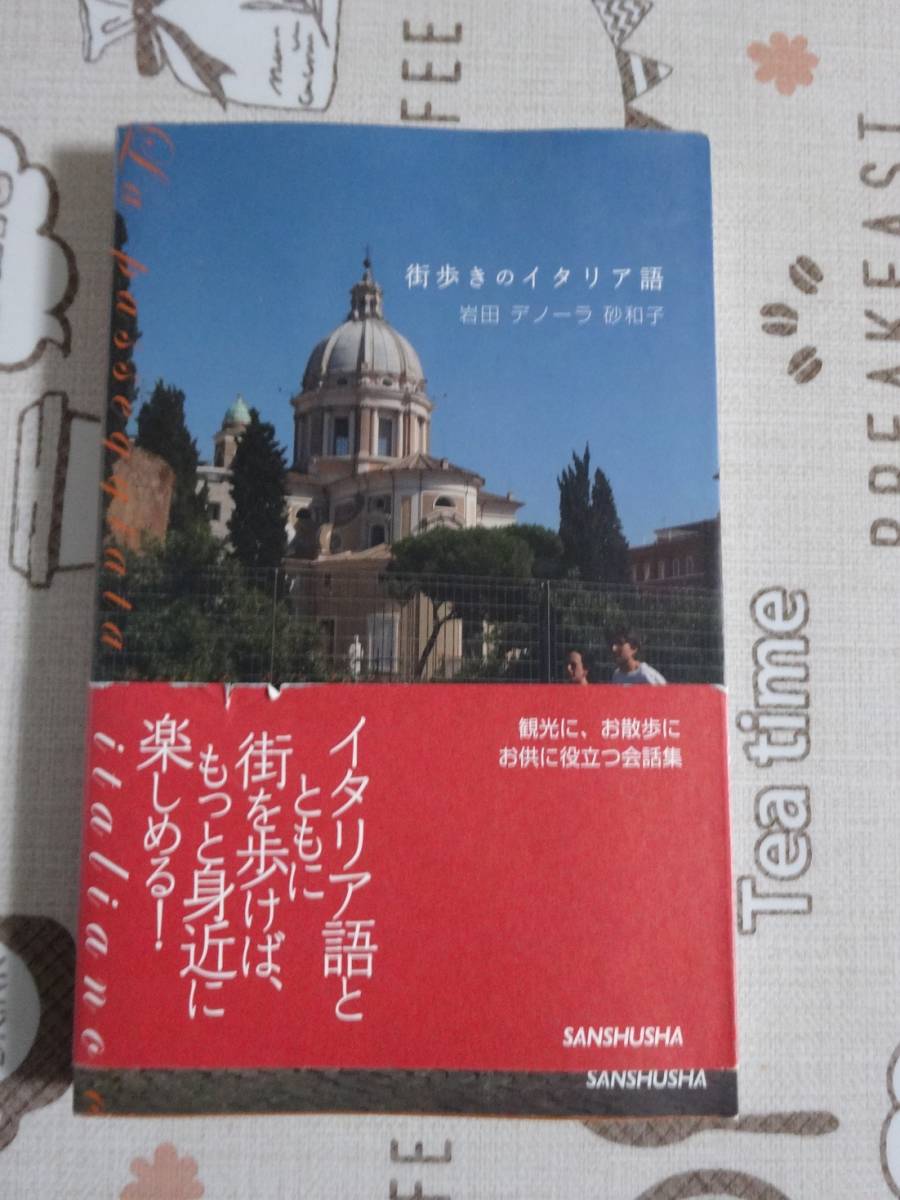 街歩きのイタリア語
岩田 デノーラ 砂和子
La passeggiata
italiano
観光に、お散歩に
お供に役立つ会話集
イタリア語と
ともに
街を歩けば、
もっと身近に
楽しめる!
SANSHUSHA
SANSHUSHA
FEE
BREAKFAST
Tea time
FEE